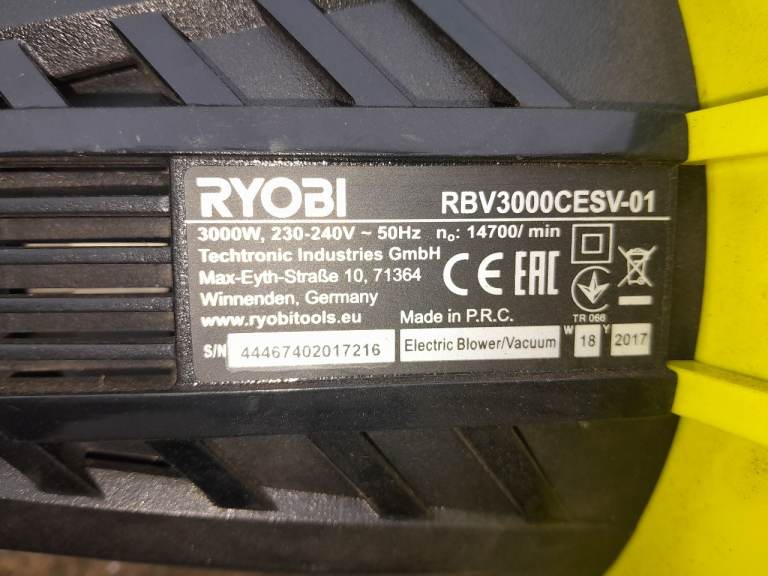 RYOBI RBV3000CESV-01
3000W, 230-240V ~ 50Hz n₀: 14700/ min
Techtronic Industries GmbH
Max-Eyth-Straße 10, 71364
Winnenden, Germany
www.ryobitools.eu
CE EAC
TR 066
Made in P.R.C.
S/N 44467402017216
Electric Blower/Vacuum
W 18 Y 2017